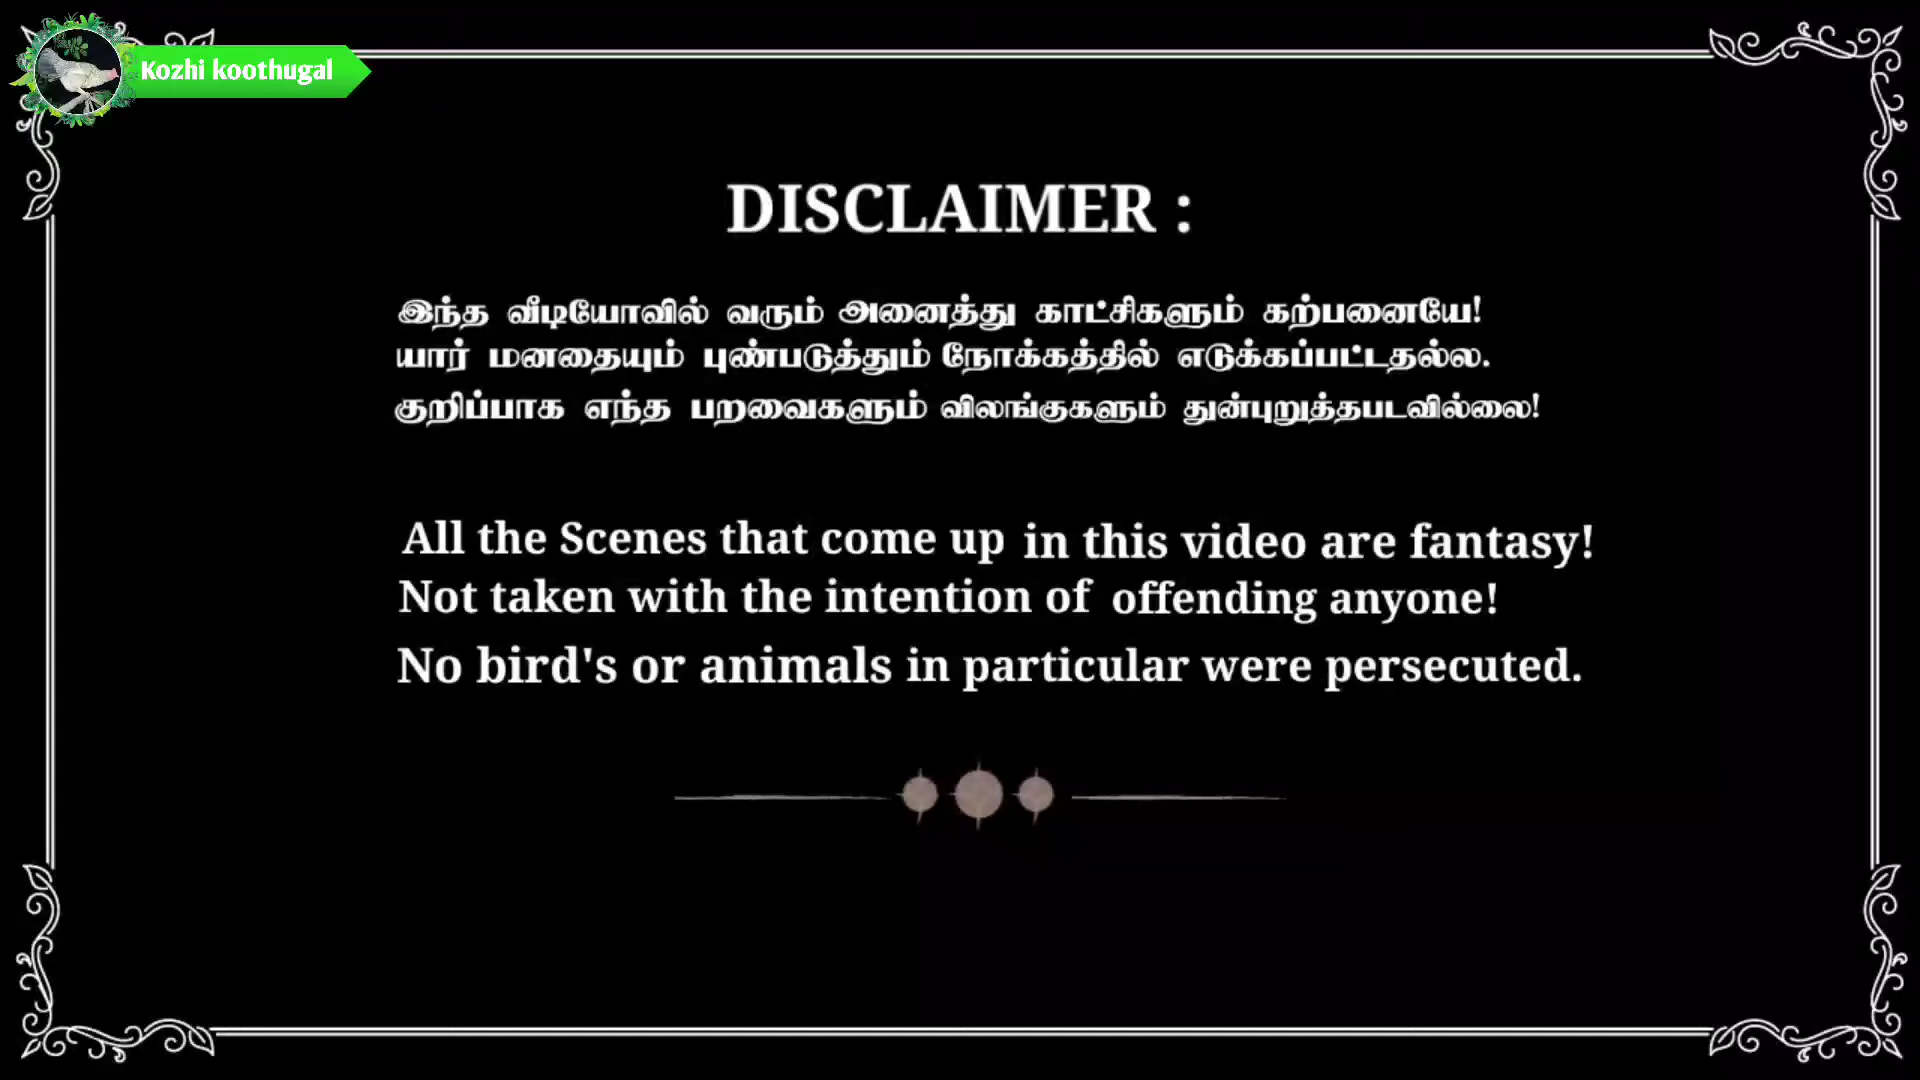 Kozhi koothugal
DISCLAIMER :
இந்த வீடியோவில் வரும் அனைத்து காட்சிகளும் கற்பனையே!
யார் மனதையும் புண்படுத்தும் நோக்கத்தில் எடுக்கப்பட்டதல்ல.
குறிப்பாக எந்த பறவைகளும் விலங்குகளும் துன்புறுத்தபடவில்லை!
All the Scenes that come up in this video are fantasy!
Not taken with the intention of offending anyone!
No bird's or animals in particular were persecuted.